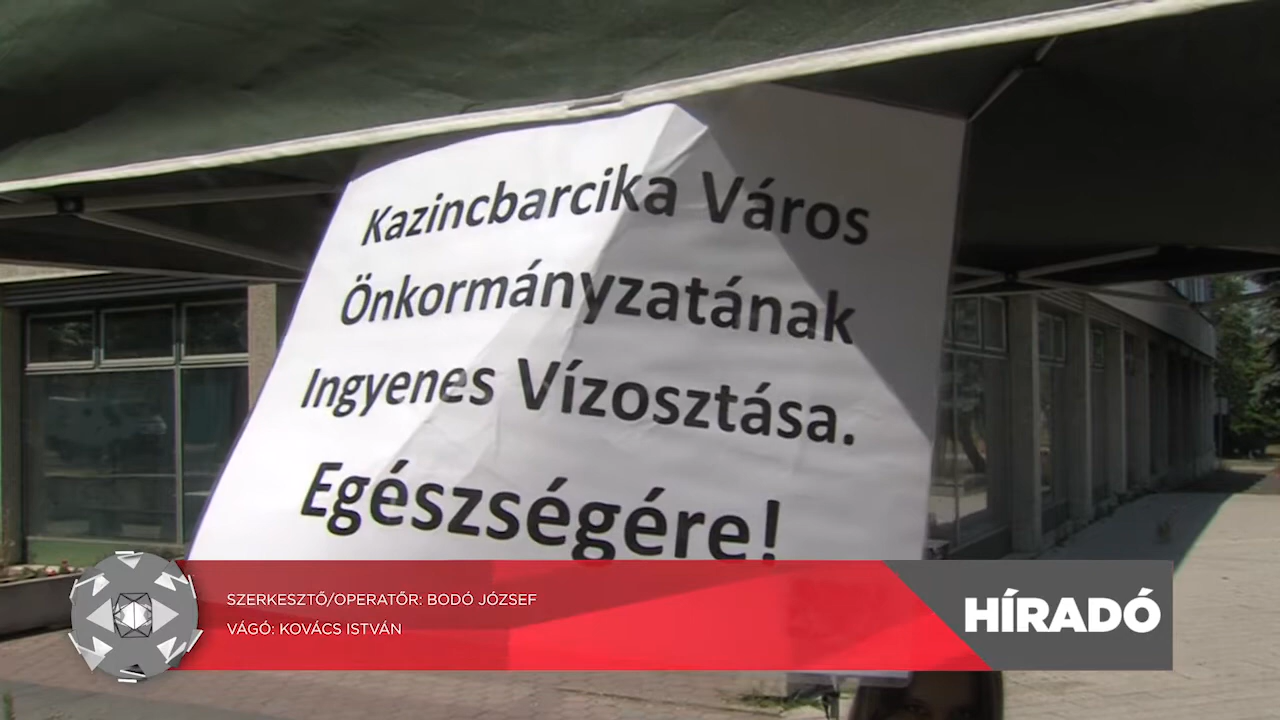 Kazincbarcika Város
Önkormányzatának
Ingyenes Vízosztása.
Egészségére!
SZERKESZTŐ/OPERATŐR: BODÓ JÓZSEF
VÁGÓ: KOVÁCS ISTVÁN
HÍRADÓ